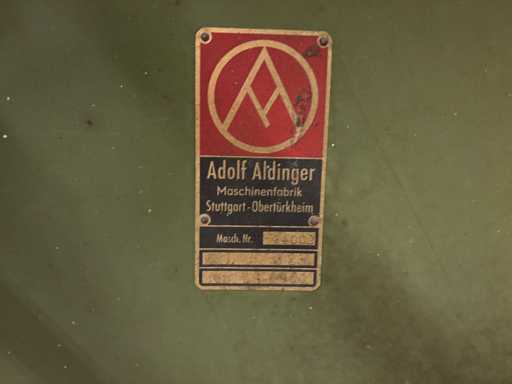 Adolf Aldinger
Maschinenfabrik
Stuttgart-Obertürkheim
Masch. Nr.